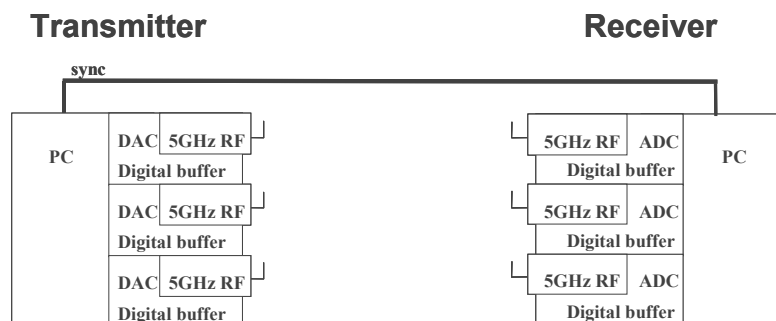 Transmitter Receiver
sync
DAC 5GHz RF 5GHz RF ADC
PC PC
Digital buffer Digital buffer
DAC 5GHz RF 5GHz RF ADC
Digital buffer Digital buffer
DAC 5GHz RF 5GHz RF ADC
Digital buffer Digital buffer